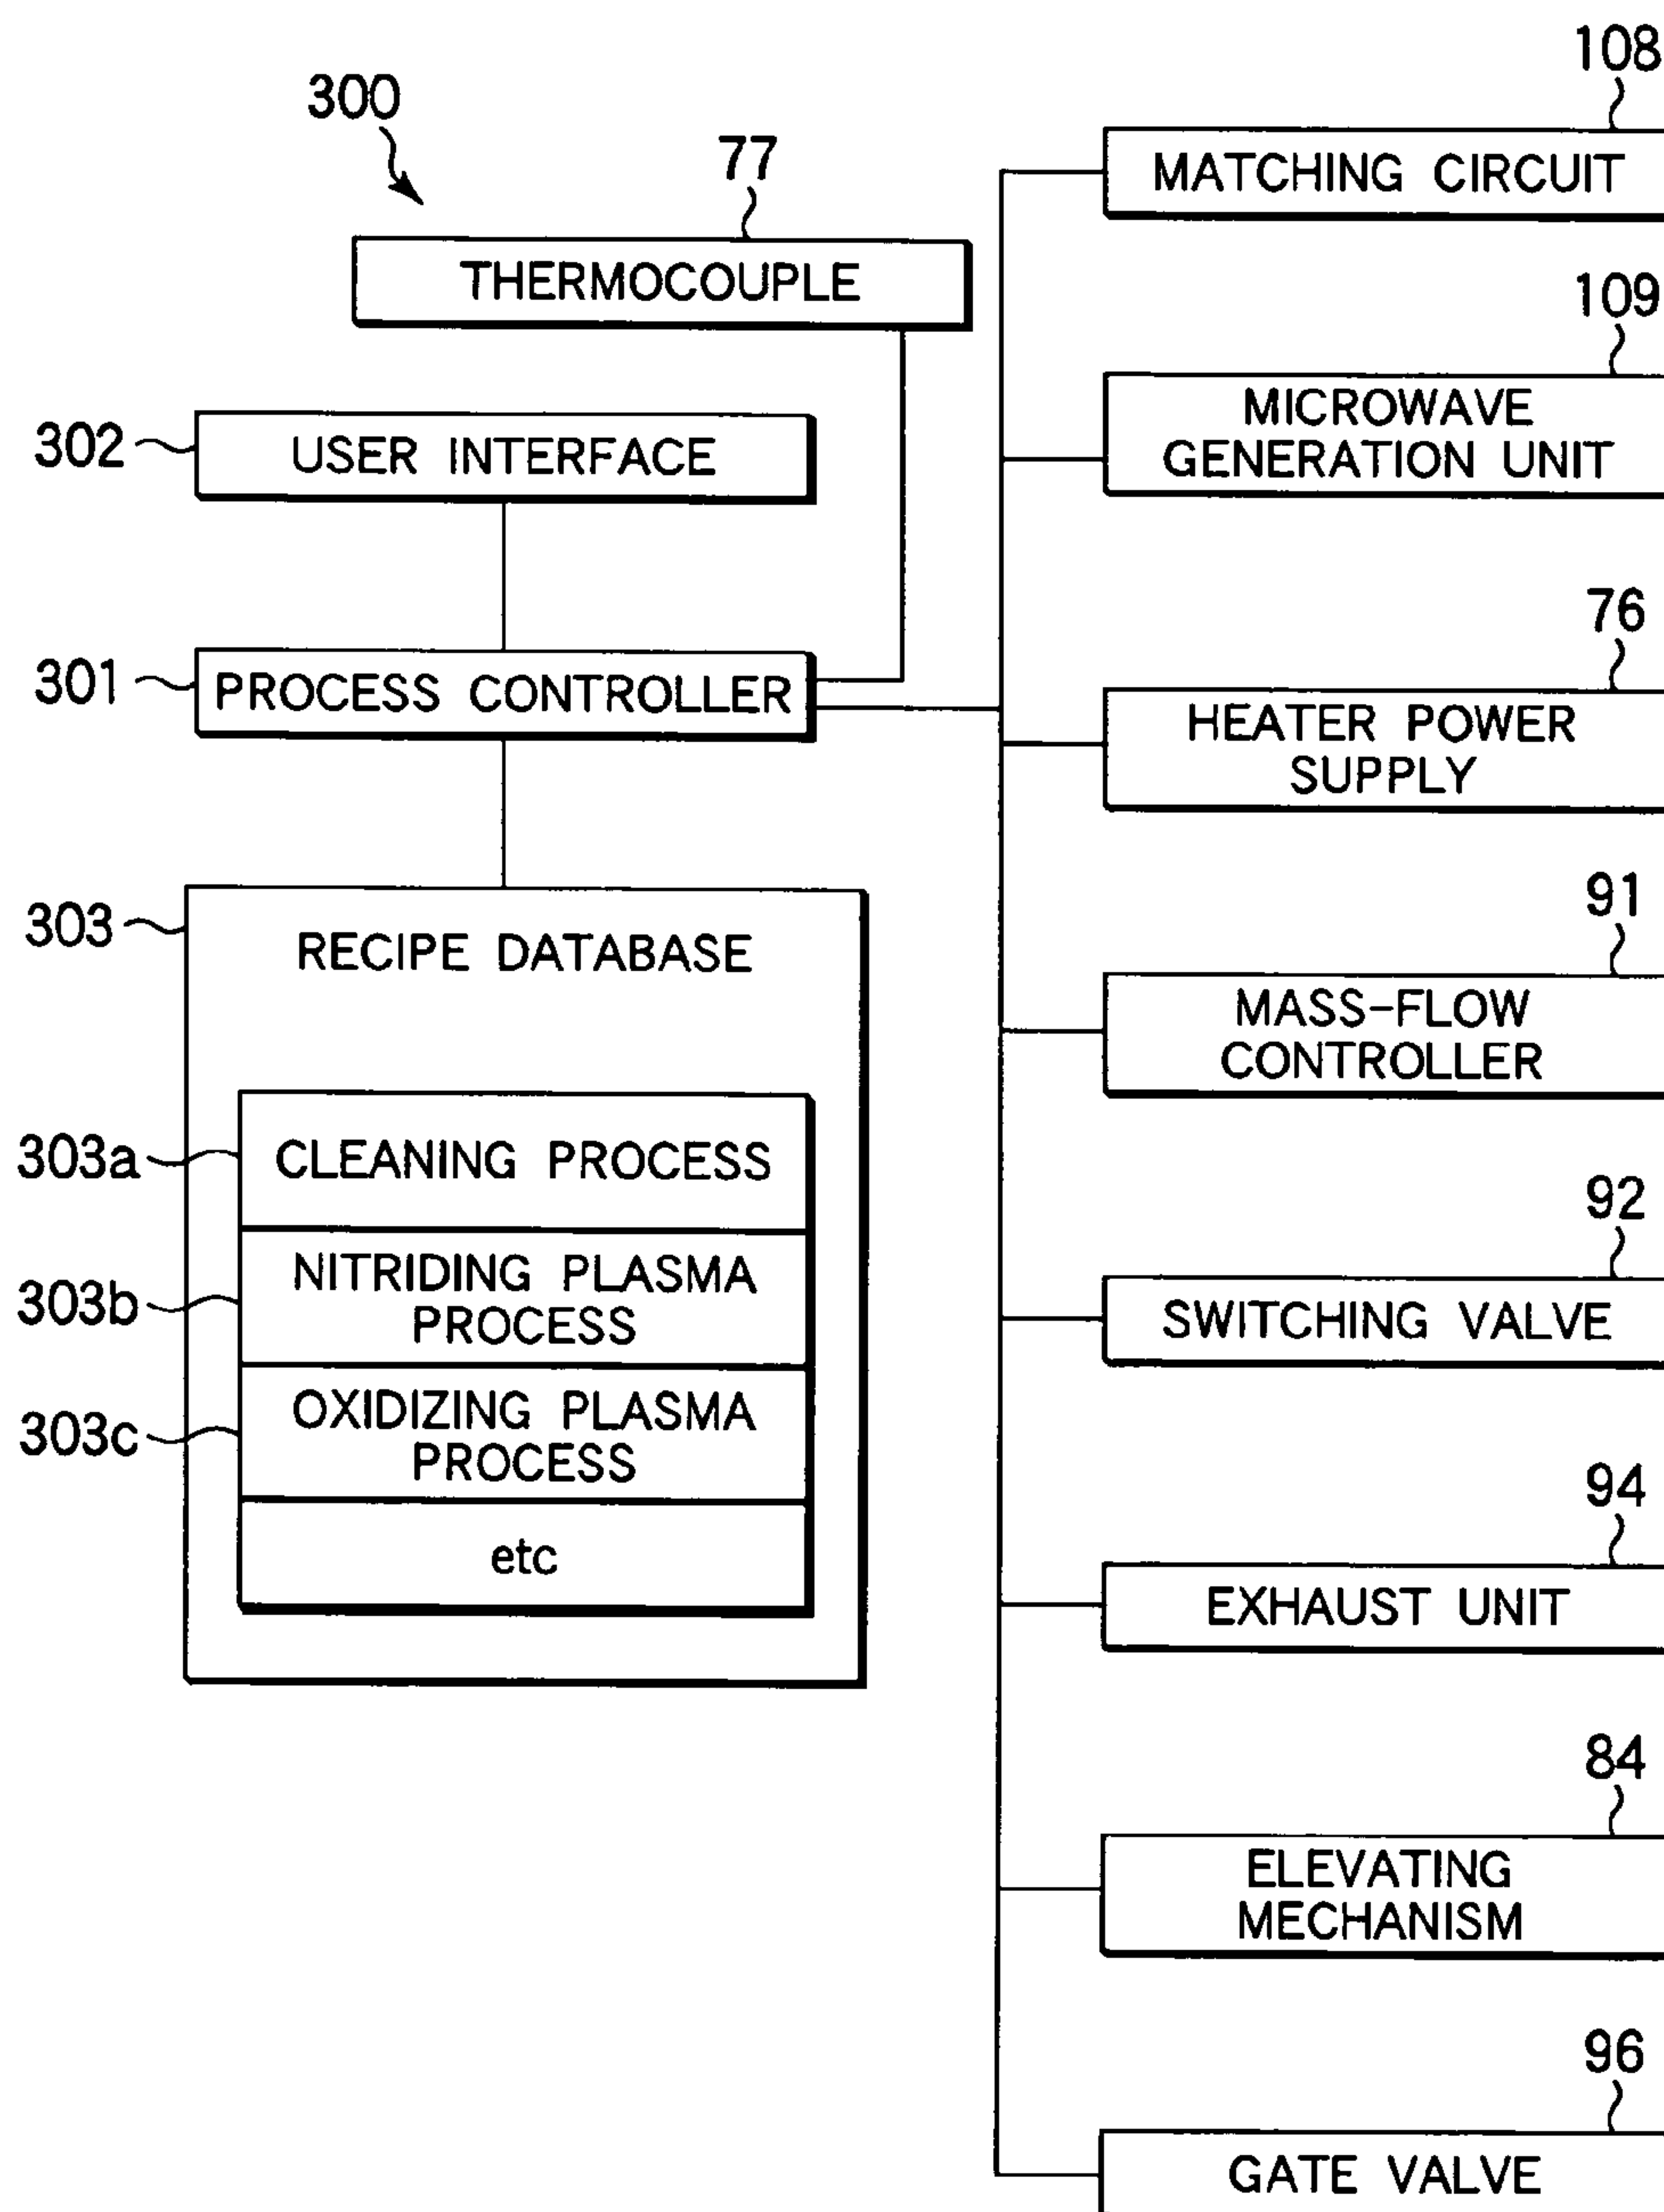 300
77
THERMOCOUPLE
302
USER INTERFACE
301
PROCESS CONTROLLER
303
RECIPE DATABASE
303a
CLEANING PROCESS
303b
NITRIDING PLASMA
PROCESS
303c
OXIDIZING PLASMA
PROCESS
etc
108
MATCHING CIRCUIT
109
MICROWAVE
GENERATION UNIT
76
HEATER POWER
SUPPLY
91
MASS-FLOW
CONTROLLER
92
SWITCHING VALVE
94
EXHAUST UNIT
84
ELEVATING
MECHANISM
96
GATE VALVE